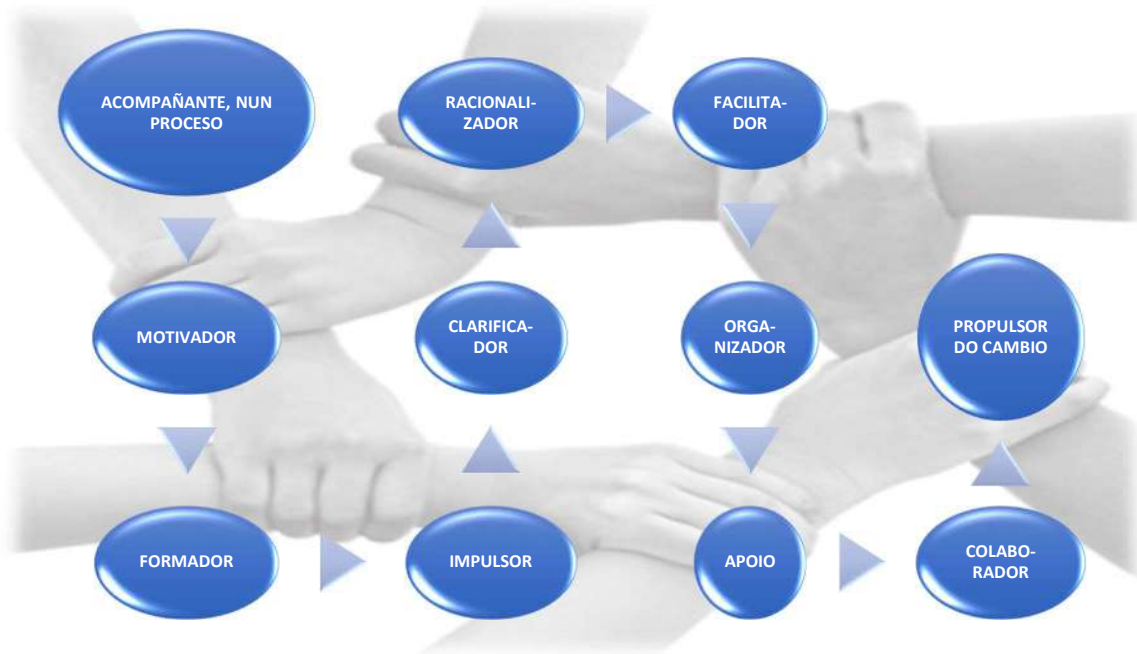 ACOMPAÑANTE, NUN
PROCESO
MOTIVADOR
FORMADOR
IMPULSOR
CLARIFICA-
DOR
RACIONALI-
ZADOR
FACILITA-
DOR
ORGA-
NIZADOR
APOIO
COLABO-
RADOR
PROPULSOR
DO CAMBIO